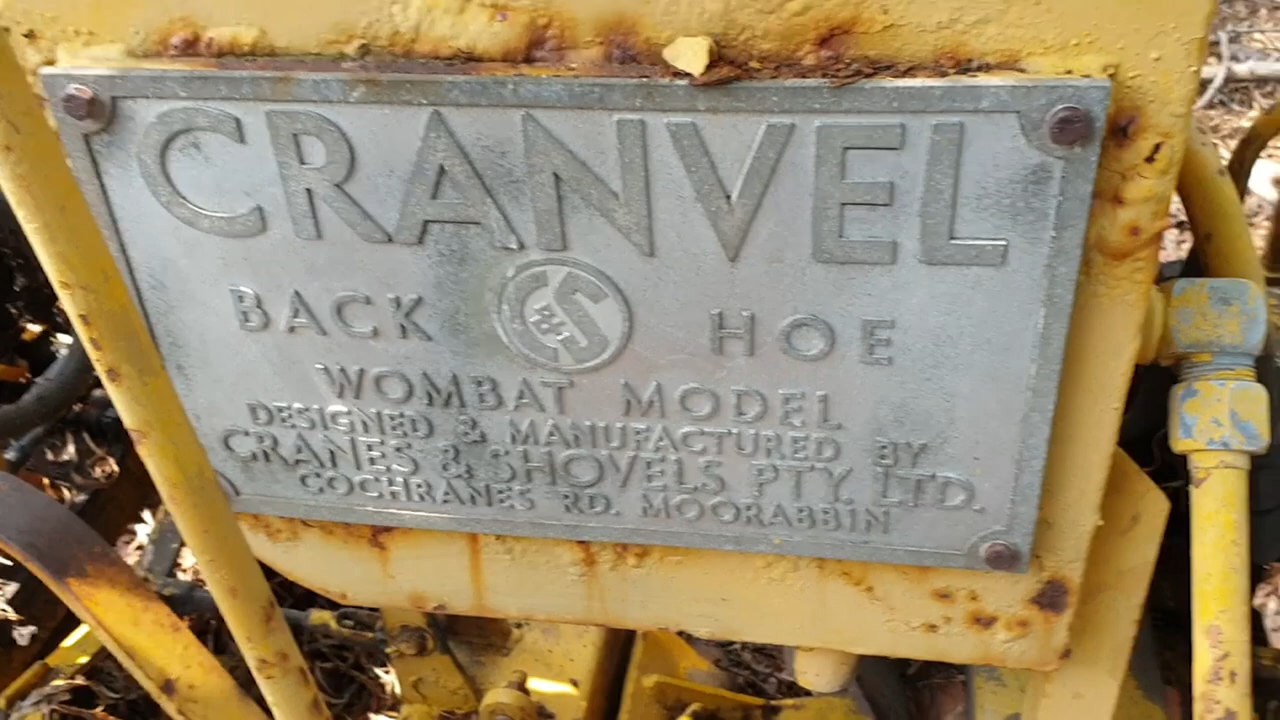 CRANVEL
BACK C&S HOE
WOMBAT MODEL
DESIGNED & MANUFACTURED BY
CRANES & SHOVELS PTY. LTD.
COCHRANES RD. MOORABBIN